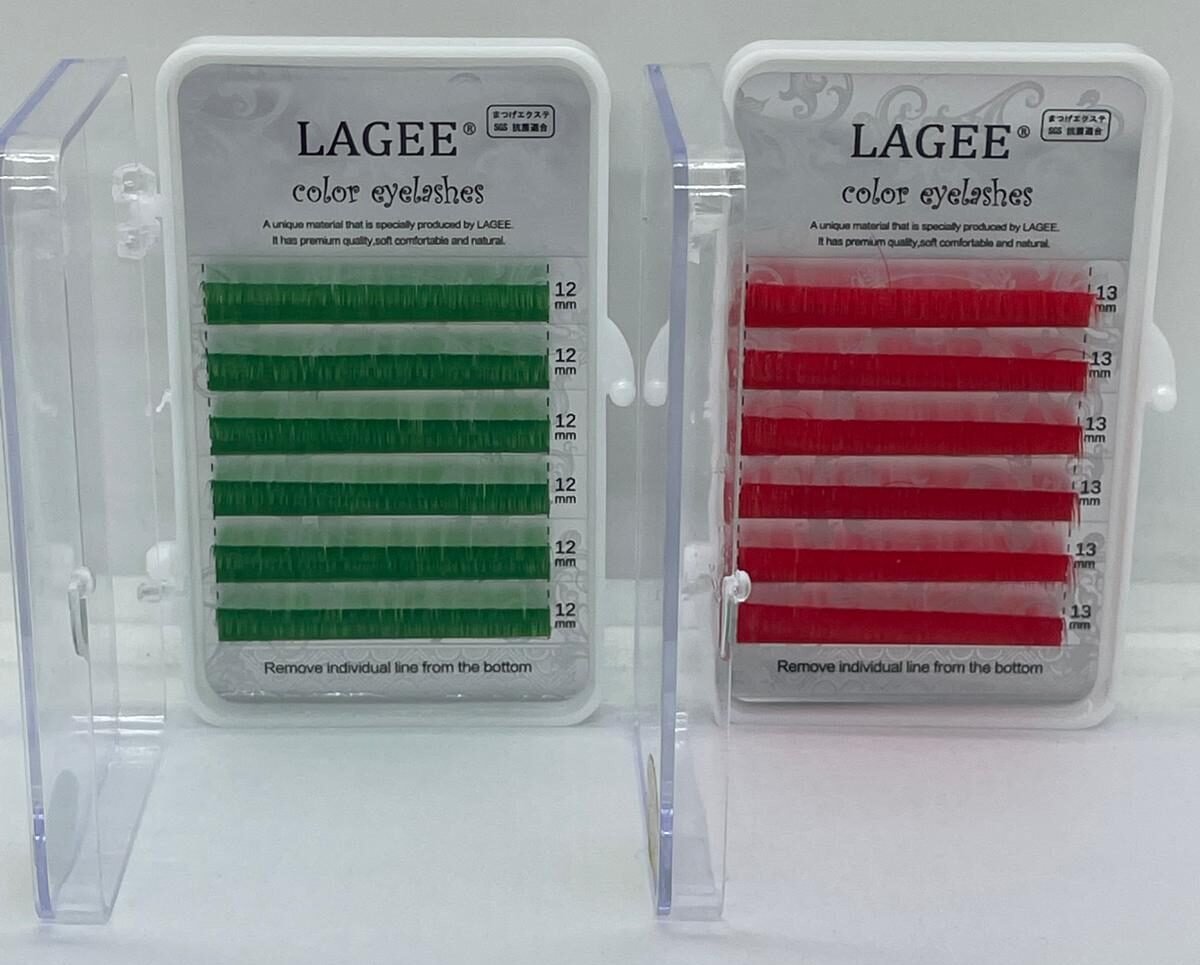 LAGEE®
まつげエクステ
SGS 抗菌適合
color eyelashes
A unique material that is specially produced by LAGEE.
It has premium quality,soft comfortable and natural.
12
mm
12
mm
12
mm
12
mm
12
mm
12
mm
Remove individual line from the bottom
LAGEE®
まつげエクステ
SGS 抗菌適合
color eyelashes
A unique material that is specially produced by LAGEE.
It has premium quality,soft comfortable and natural.
13
mm
13
mm
13
mm
13
mm
13
mm
13
mm
Remove individual line from the bottom